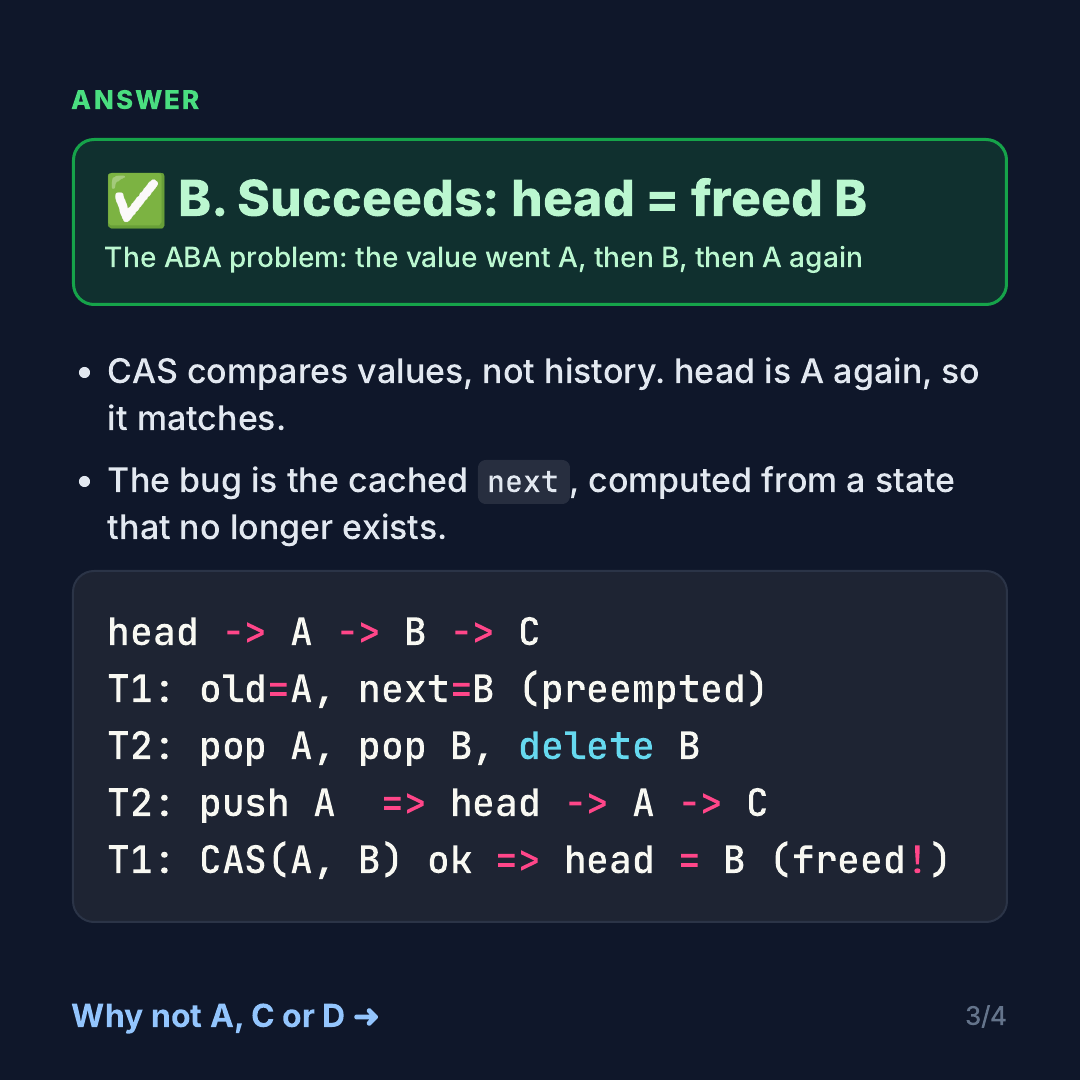 ANSWER
✅ B. Succeeds: head = freed B
The ABA problem: the value went A, then B, then A again
• CAS compares values, not history. head is A again, so
it matches.
• The bug is the cached next, computed from a state
that no longer exists.
head -> A -> B -> C
T1: old=A, next=B (preempted)
T2: pop A, pop B, delete B
T2: push A  => head -> A -> C
T1: CAS(A, B) ok => head = B (freed!)
Why not A, C or D ➜
3/4